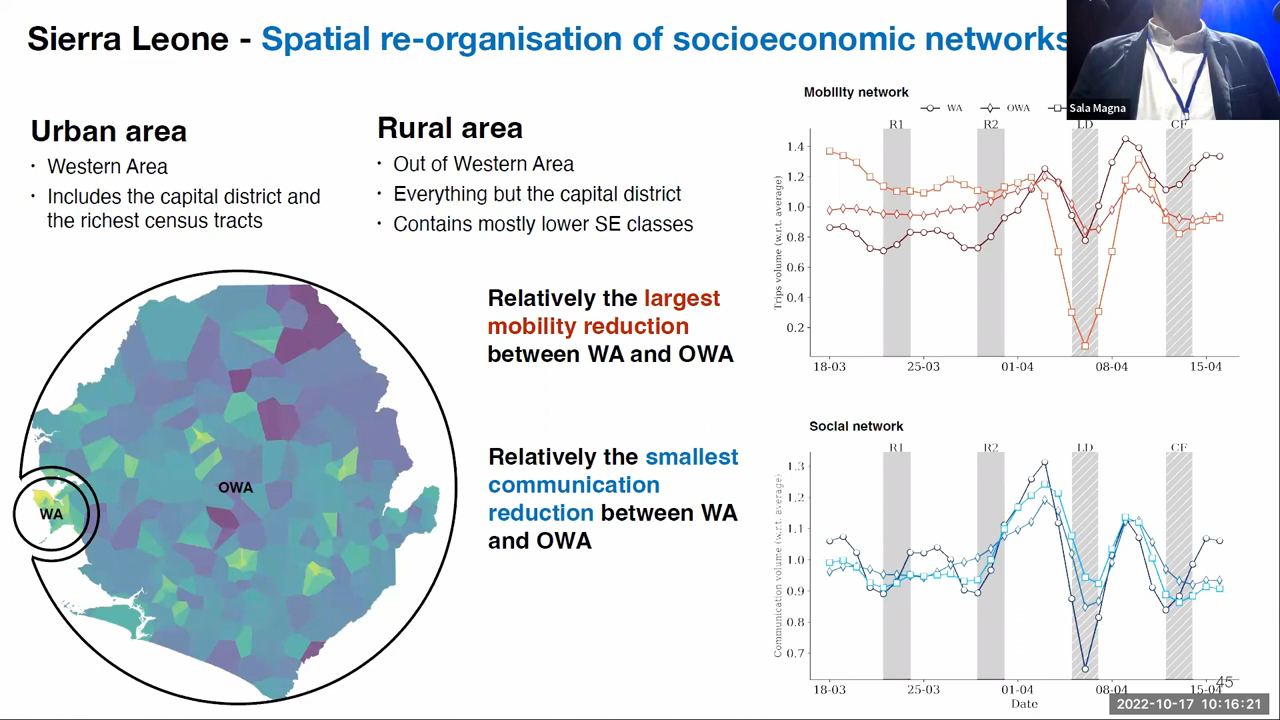 Sierra Leone - Spatial re-organisation of socioeconomic networks
Sala Magna
Urban area
· Western Area
· Includes the capital district and
the richest census tracts
Rural area
· Out of Western Area
· Everything but the capital district
· Contains mostly lower SE classes
WA
OWA
Relatively the largest
mobility reduction
between WA and OWA
Relatively the smallest
communication
reduction between WA
and OWA
Mobility network
WA OWA
R1 R2 LD CF
Trips volume (w.r.t. average)
1.4
1.2
1.0
0.8
0.6
0.4
0.2
18-03 25-03 01-04 08-04 15-04
Social network
R1 R2 LD CF
Communication volume (w.r.t. average)
1.3
1.2
1.1
1.0
0.9
0.8
0.7
18-03 25-03 01-04 08-04 15-04
Date
45
2022-10-17 10:16:21